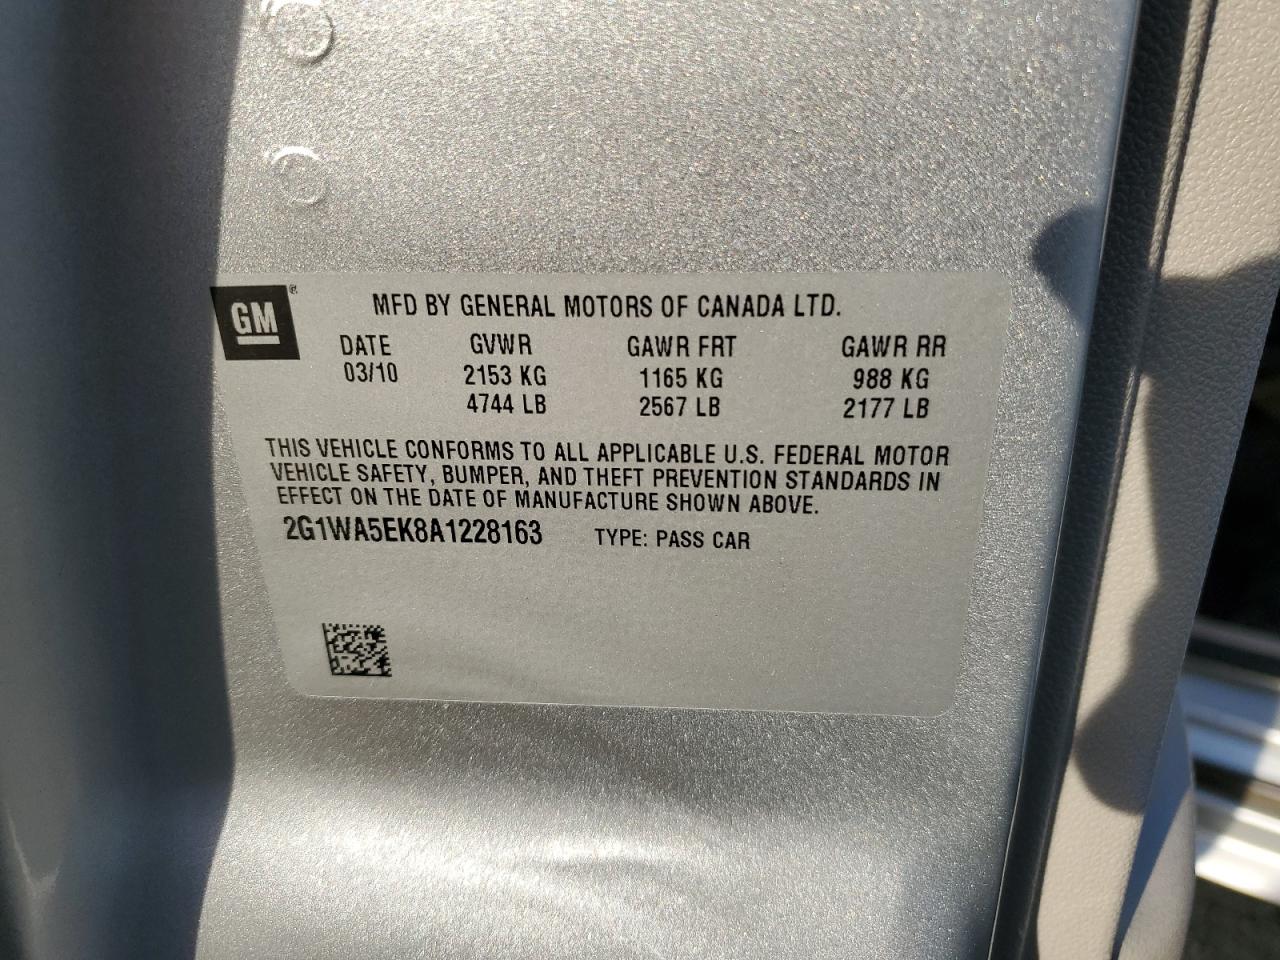 GM®
MFD BY GENERAL MOTORS OF CANADA LTD.
DATE GVWR GAWR FRT GAWR RR
03/10 2153 KG 1165 KG 988 KG
4744 LB 2567 LB 2177 LB
THIS VEHICLE CONFORMS TO ALL APPLICABLE U.S. FEDERAL MOTOR
VEHICLE SAFETY, BUMPER, AND THEFT PREVENTION STANDARDS IN
EFFECT ON THE DATE OF MANUFACTURE SHOWN ABOVE.
2G1WA5EK8A1228163 TYPE: PASS CAR